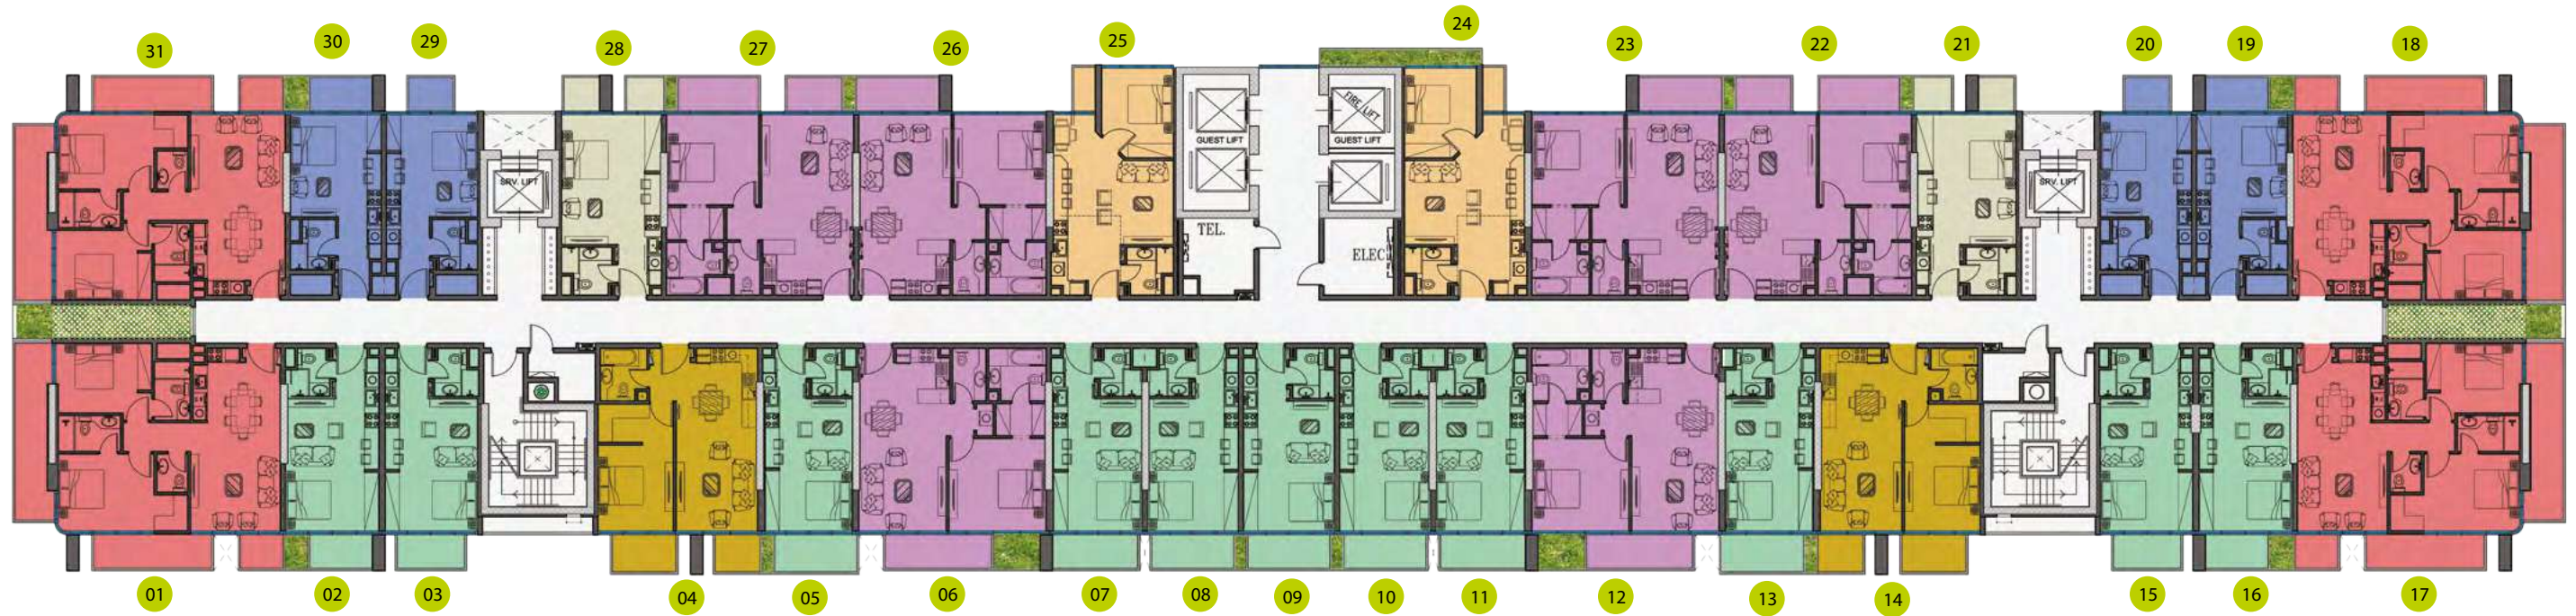 31 30 29 28 27 26 25 24 23 22 21 20 19 18
FIRE/LIFT
GUEST LIFT GUEST LIFT
SRV. LIFT SRV. LIFT
TEL.
ELEC
01 02 03 04 05 06 07 08 09 10 11 12 13 14 15 16 17